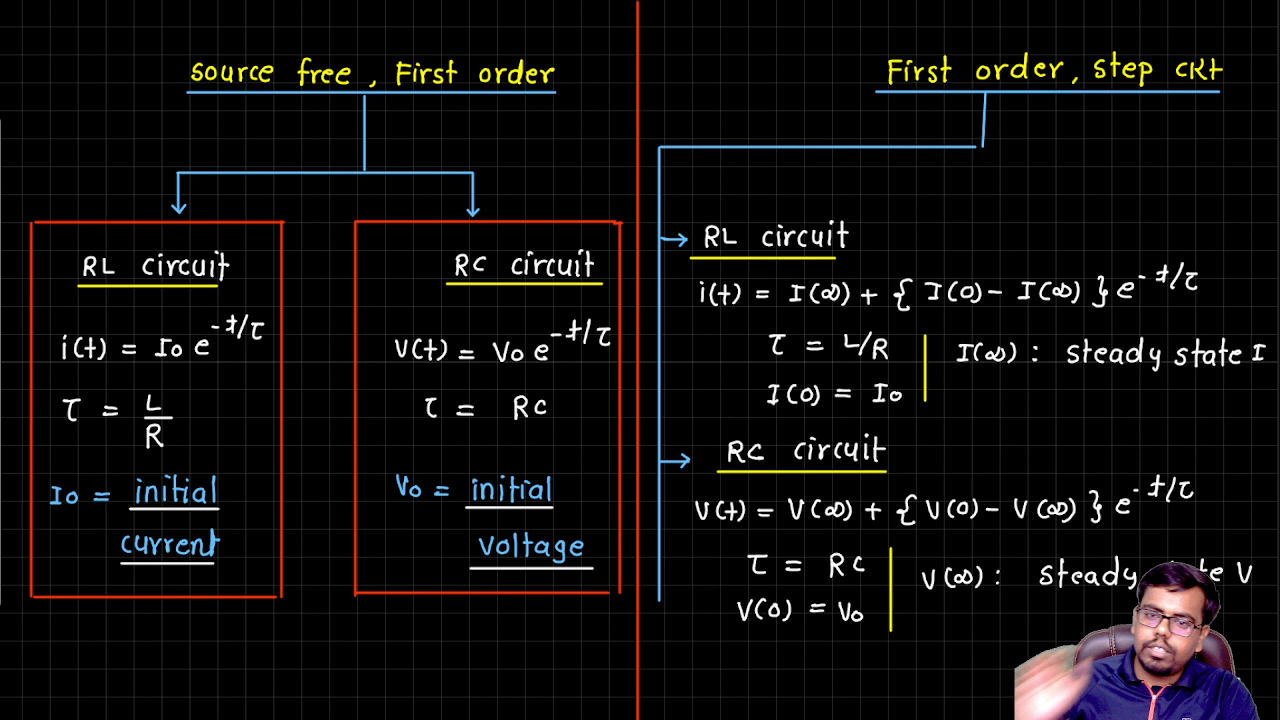 source free, First order
RL circuit
i(t) = I₀ e^(-t/τ)
τ = L/R
I₀ = initial
current
RC circuit
V(t) = V₀ e^(-t/τ)
τ = RC
V₀ = initial
voltage
First order, step ckt
RL circuit
i(t) = I(∞) + { I(0) - I(∞) } e^(-t/τ)
τ = L/R
I(0) = I₀
I(∞) : steady state I
RC circuit
V(t) = V(∞) + { V(0) - V(∞) } e^(-t/τ)
τ = RC
V(0) = V₀
V(∞) : steady V